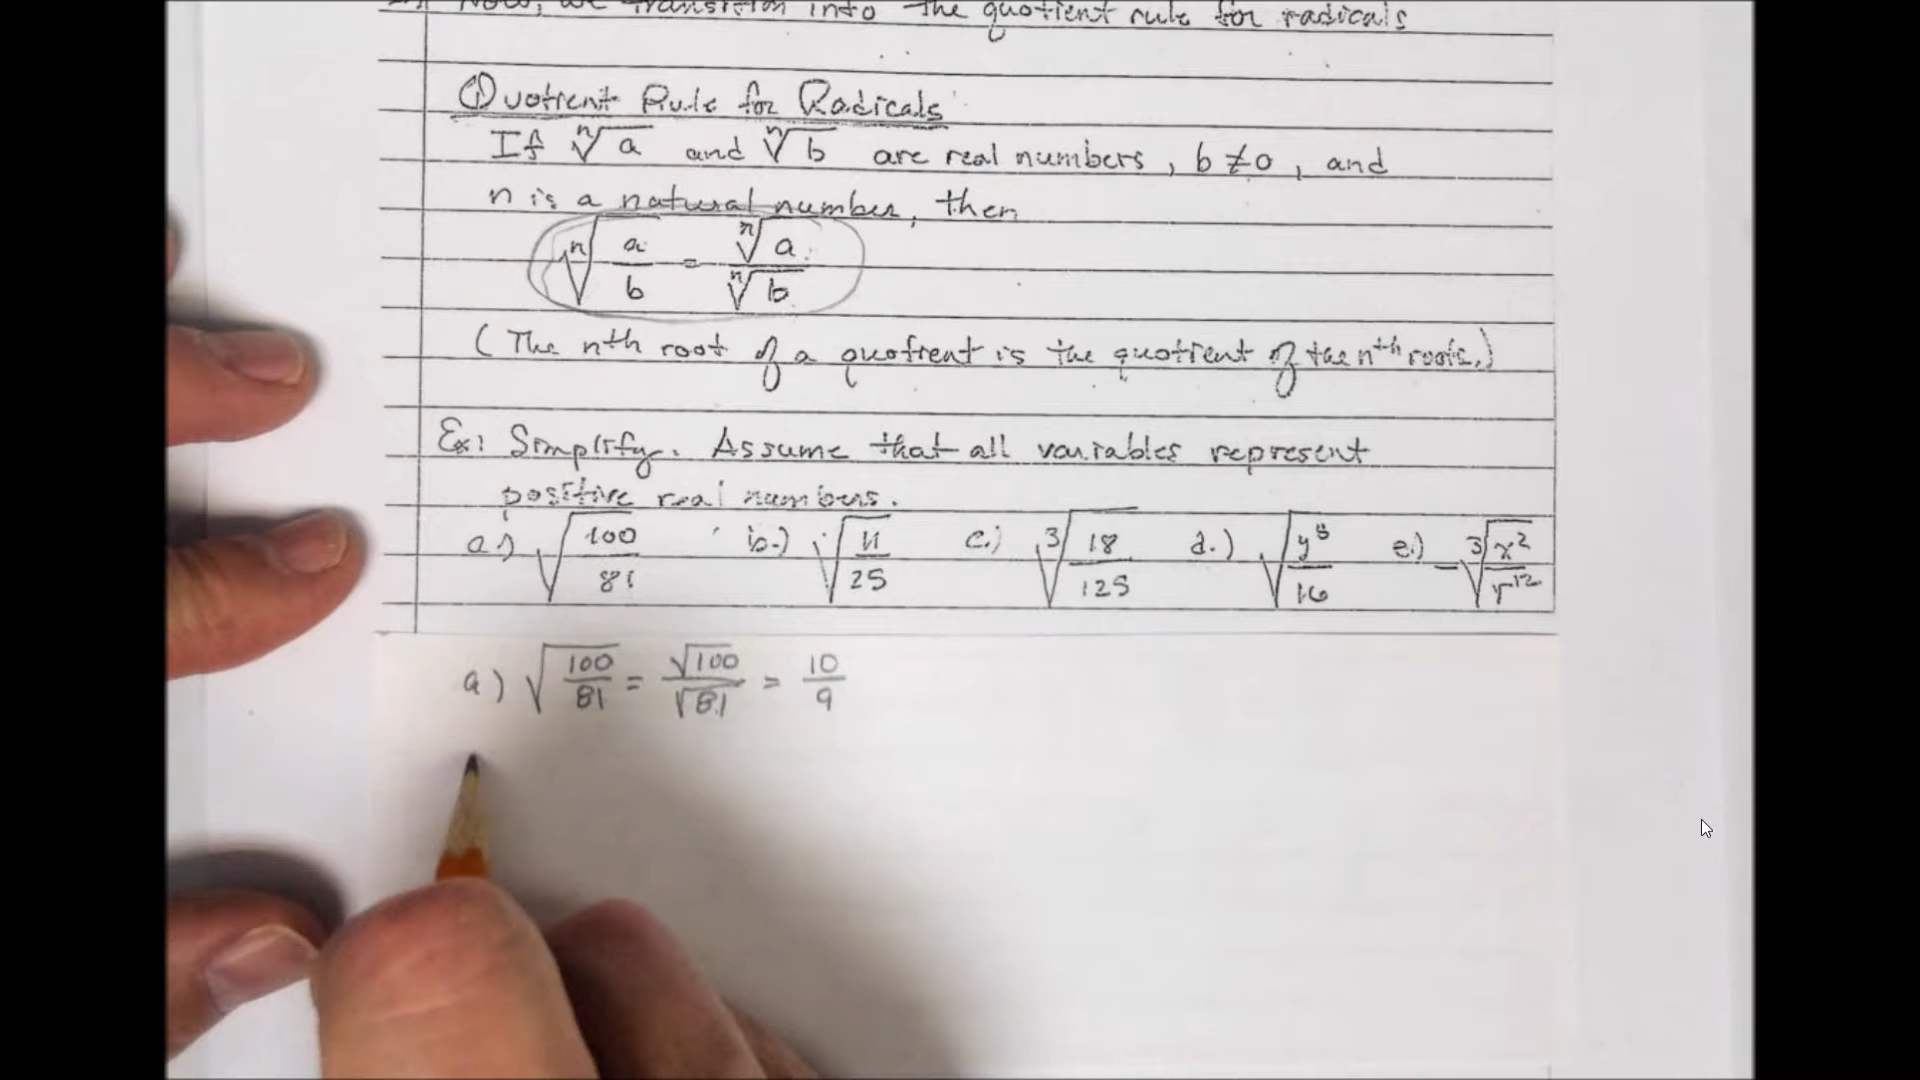 Now, we transition into the quotient rule for radicals
Quotient Rule for Radicals
If ⁿ√a and ⁿ√b are real numbers, b ≠ 0, and
n is a natural number, then
ⁿ√(a/b) = ⁿ√a / ⁿ√b
(The nth root of a quotient is the quotient of the nth roots.)
Ex: Simplify. Assume that all variables represent
positive real numbers.
a.) √(100/81) b.) √(11/25) c.) ³√(18/125) d.) √(y⁸/16) e.) -³√(x²/r¹²)
a) √(100/81) = √100/√81 = 10/9